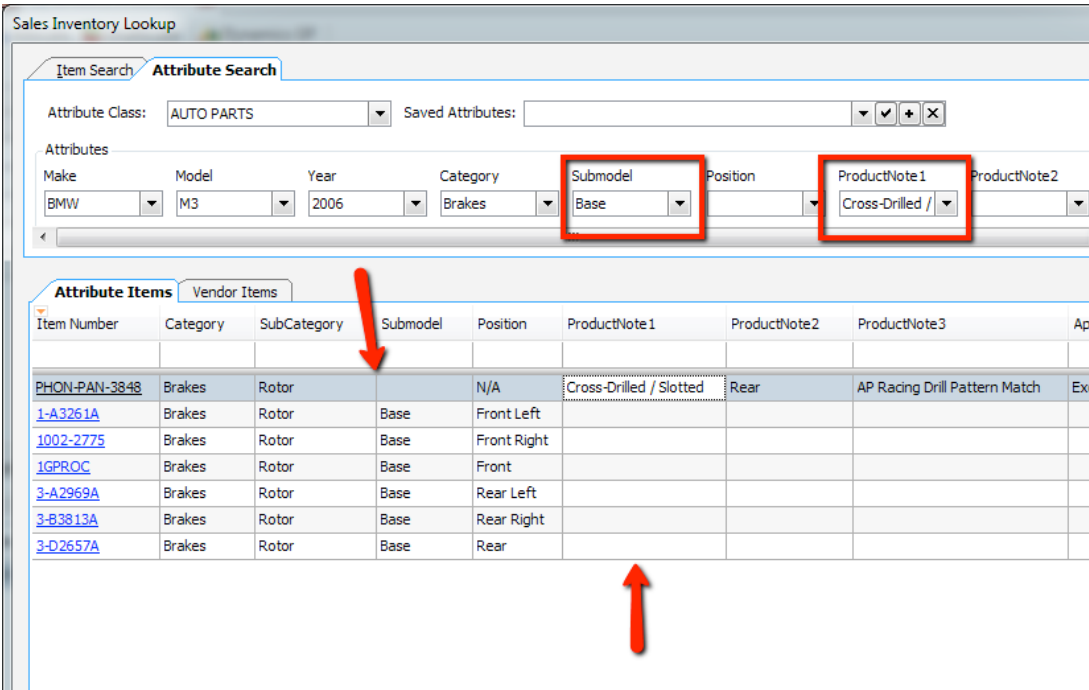 Sales Inventory Lookup
Item Search Attribute Search
Attribute Class: AUTO PARTS Saved Attributes:
Attributes
Make Model Year Category Submodel Position ProductNote1 ProductNote2
BMW M3 2006 Brakes Base Cross-Drilled /
Attribute Items Vendor Items
Item Number Category SubCategory Submodel Position ProductNote1 ProductNote2 ProductNote3 Ap
PHON-PAN-3848 Brakes Rotor N/A Cross-Drilled / Slotted Rear AP Racing Drill Pattern Match Ex
1-A3261A Brakes Rotor Base Front Left
1002-2775 Brakes Rotor Base Front Right
1GPROC Brakes Rotor Base Front
3-A2969A Brakes Rotor Base Rear Left
3-B3813A Brakes Rotor Base Rear Right
3-D2657A Brakes Rotor Base Rear